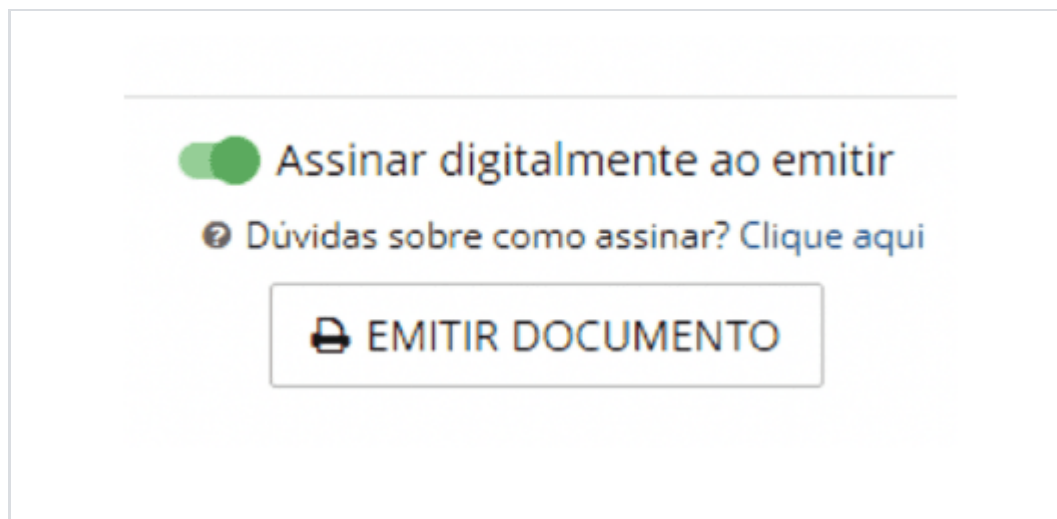 Assinar digitalmente ao emitir
Dúvidas sobre como assinar? Clique aqui
EMITIR DOCUMENTO